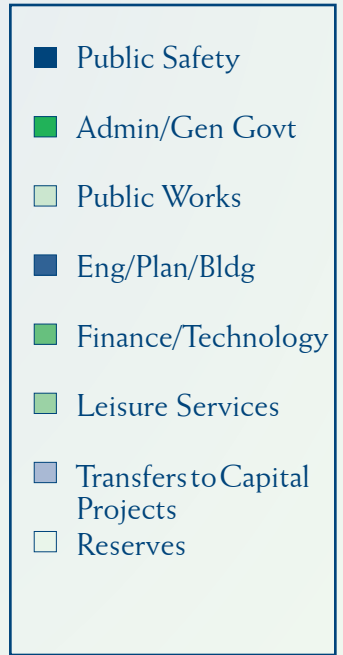 Public Safety
Admin/Gen Govt
Public Works
Eng/Plan/Bldg
Finance/Technology
Leisure Services
Transfers to Capital
Projects
Reserves